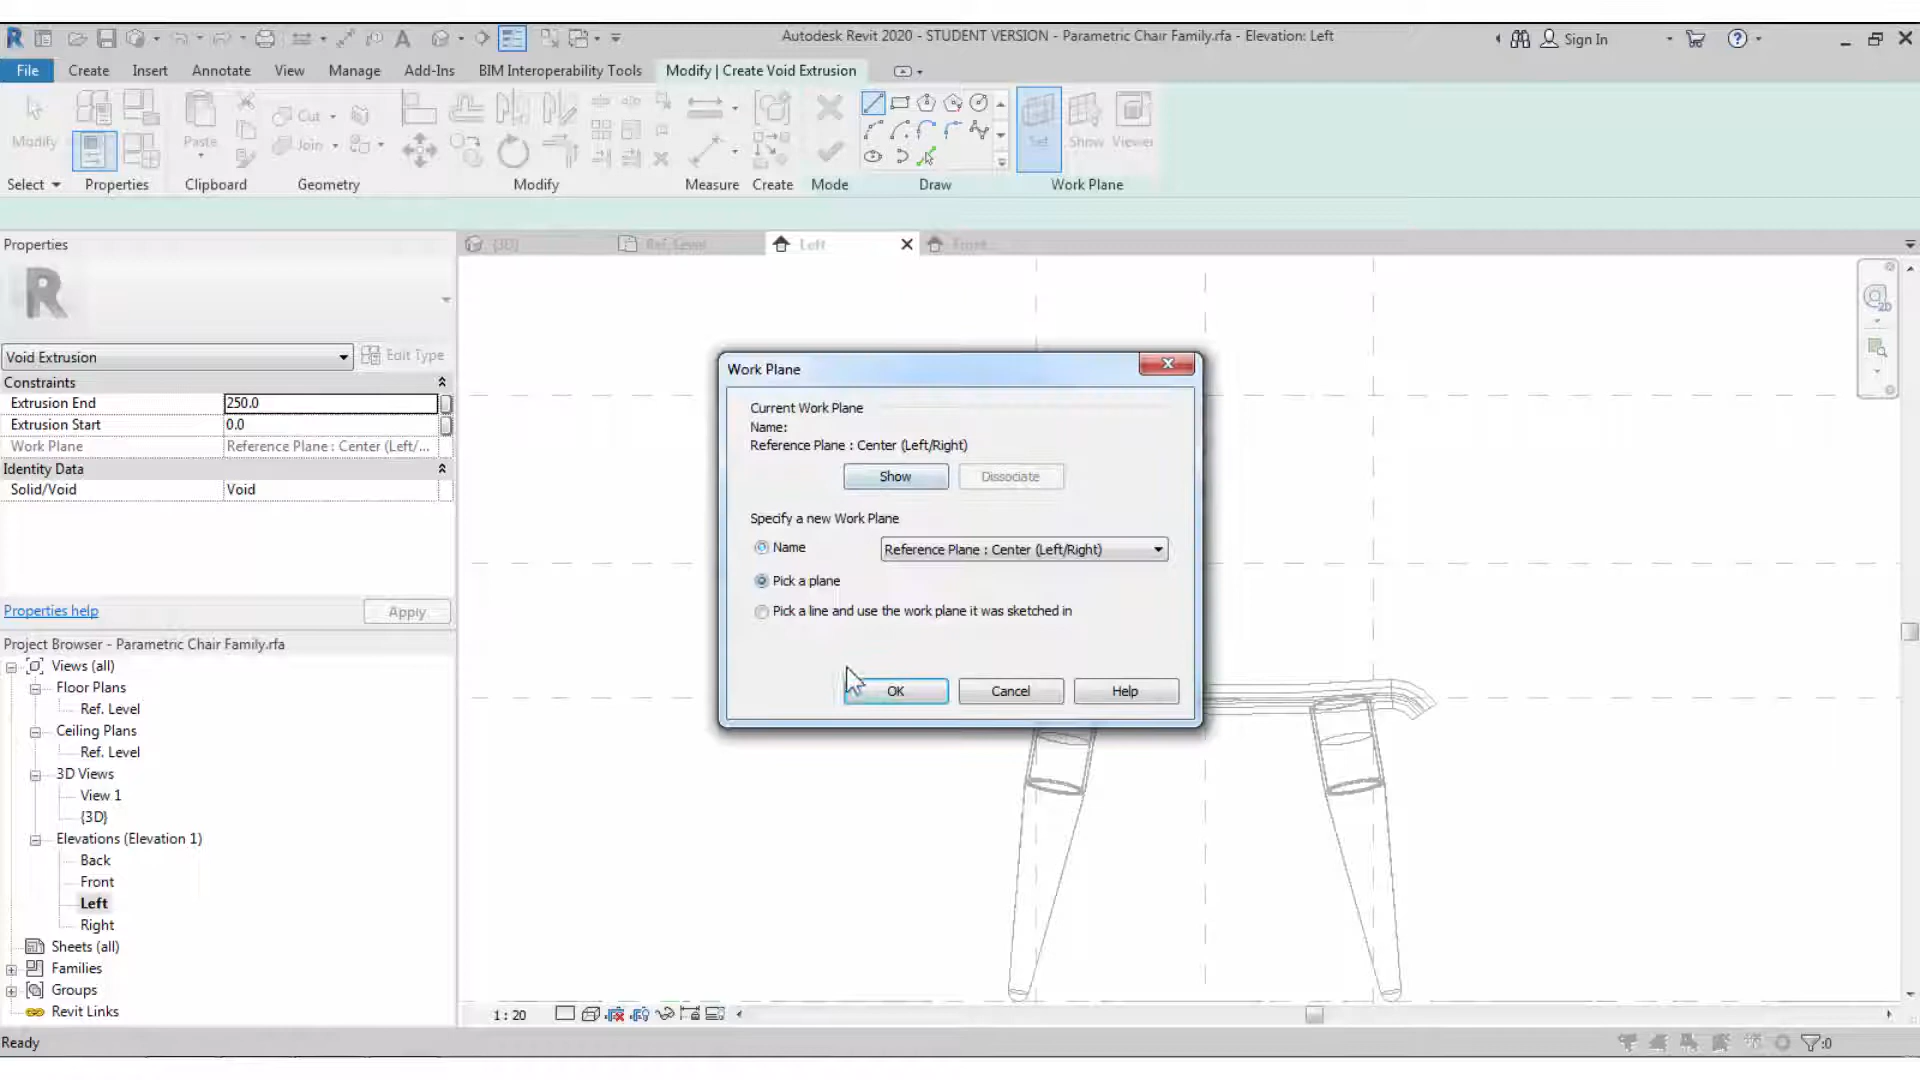 Autodesk Revit 2020 - STUDENT VERSION - Parametric Chair Family.rfa - Elevation: Left
Sign In
File Create Insert Annotate View Manage Add-Ins BIM Interoperability Tools Modify | Create Void Extrusion
Modify Paste Cut Join Set Show Viewer
Select Properties Clipboard Geometry Modify Measure Create Mode Draw Work Plane
Properties
{3D} Ref. Level Left Front
Void Extrusion Edit Type
Constraints
Extrusion End 250.0
Extrusion Start 0.0
Work Plane Reference Plane : Center (Left/...
Identity Data
Solid/Void Void
Properties help Apply
Project Browser - Parametric Chair Family.rfa
Views (all)
Floor Plans
Ref. Level
Ceiling Plans
Ref. Level
3D Views
View 1
{3D}
Elevations (Elevation 1)
Back
Front
Left
Right
Sheets (all)
Families
Groups
Revit Links
Work Plane
Current Work Plane
Name:
Reference Plane : Center (Left/Right)
Show Dissociate
Specify a new Work Plane
Name Reference Plane : Center (Left/Right)
Pick a plane
Pick a line and use the work plane it was sketched in
OK Cancel Help
2D
1 : 20
Ready
:0